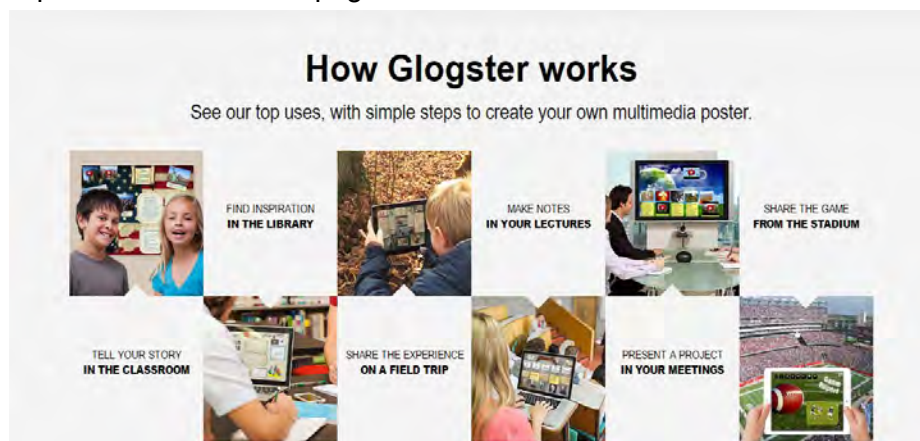 How Glogster works
See our top uses, with simple steps to create your own multimedia poster.
FIND INSPIRATION
IN THE LIBRARY
MAKE NOTES
IN YOUR LECTURES
SHARE THE GAME
FROM THE STADIUM
TELL YOUR STORY
IN THE CLASSROOM
SHARE THE EXPERIENCE
ON A FIELD TRIP
PRESENT A PROJECT
IN YOUR MEETINGS